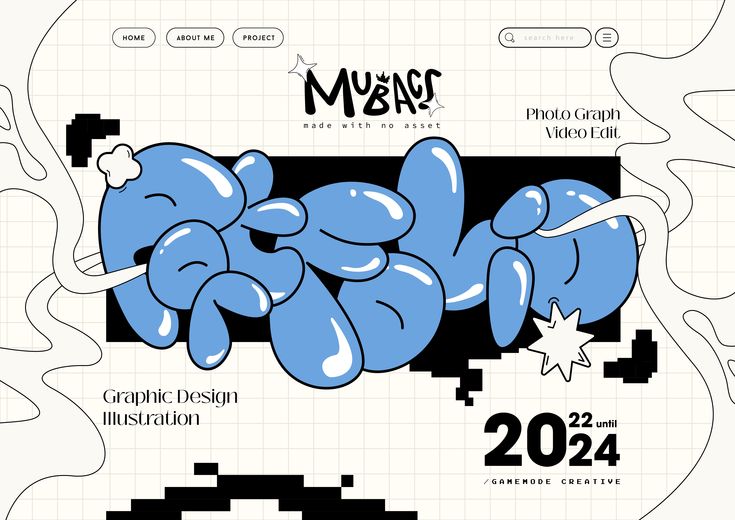 HOME
ABOUT ME
PROJECT
search here
MUBACS
made with no asset
Photo Graph
Video Edit
Graphic Design
Illustration
2022 until
2024
/GAMEMODE CREATIVE